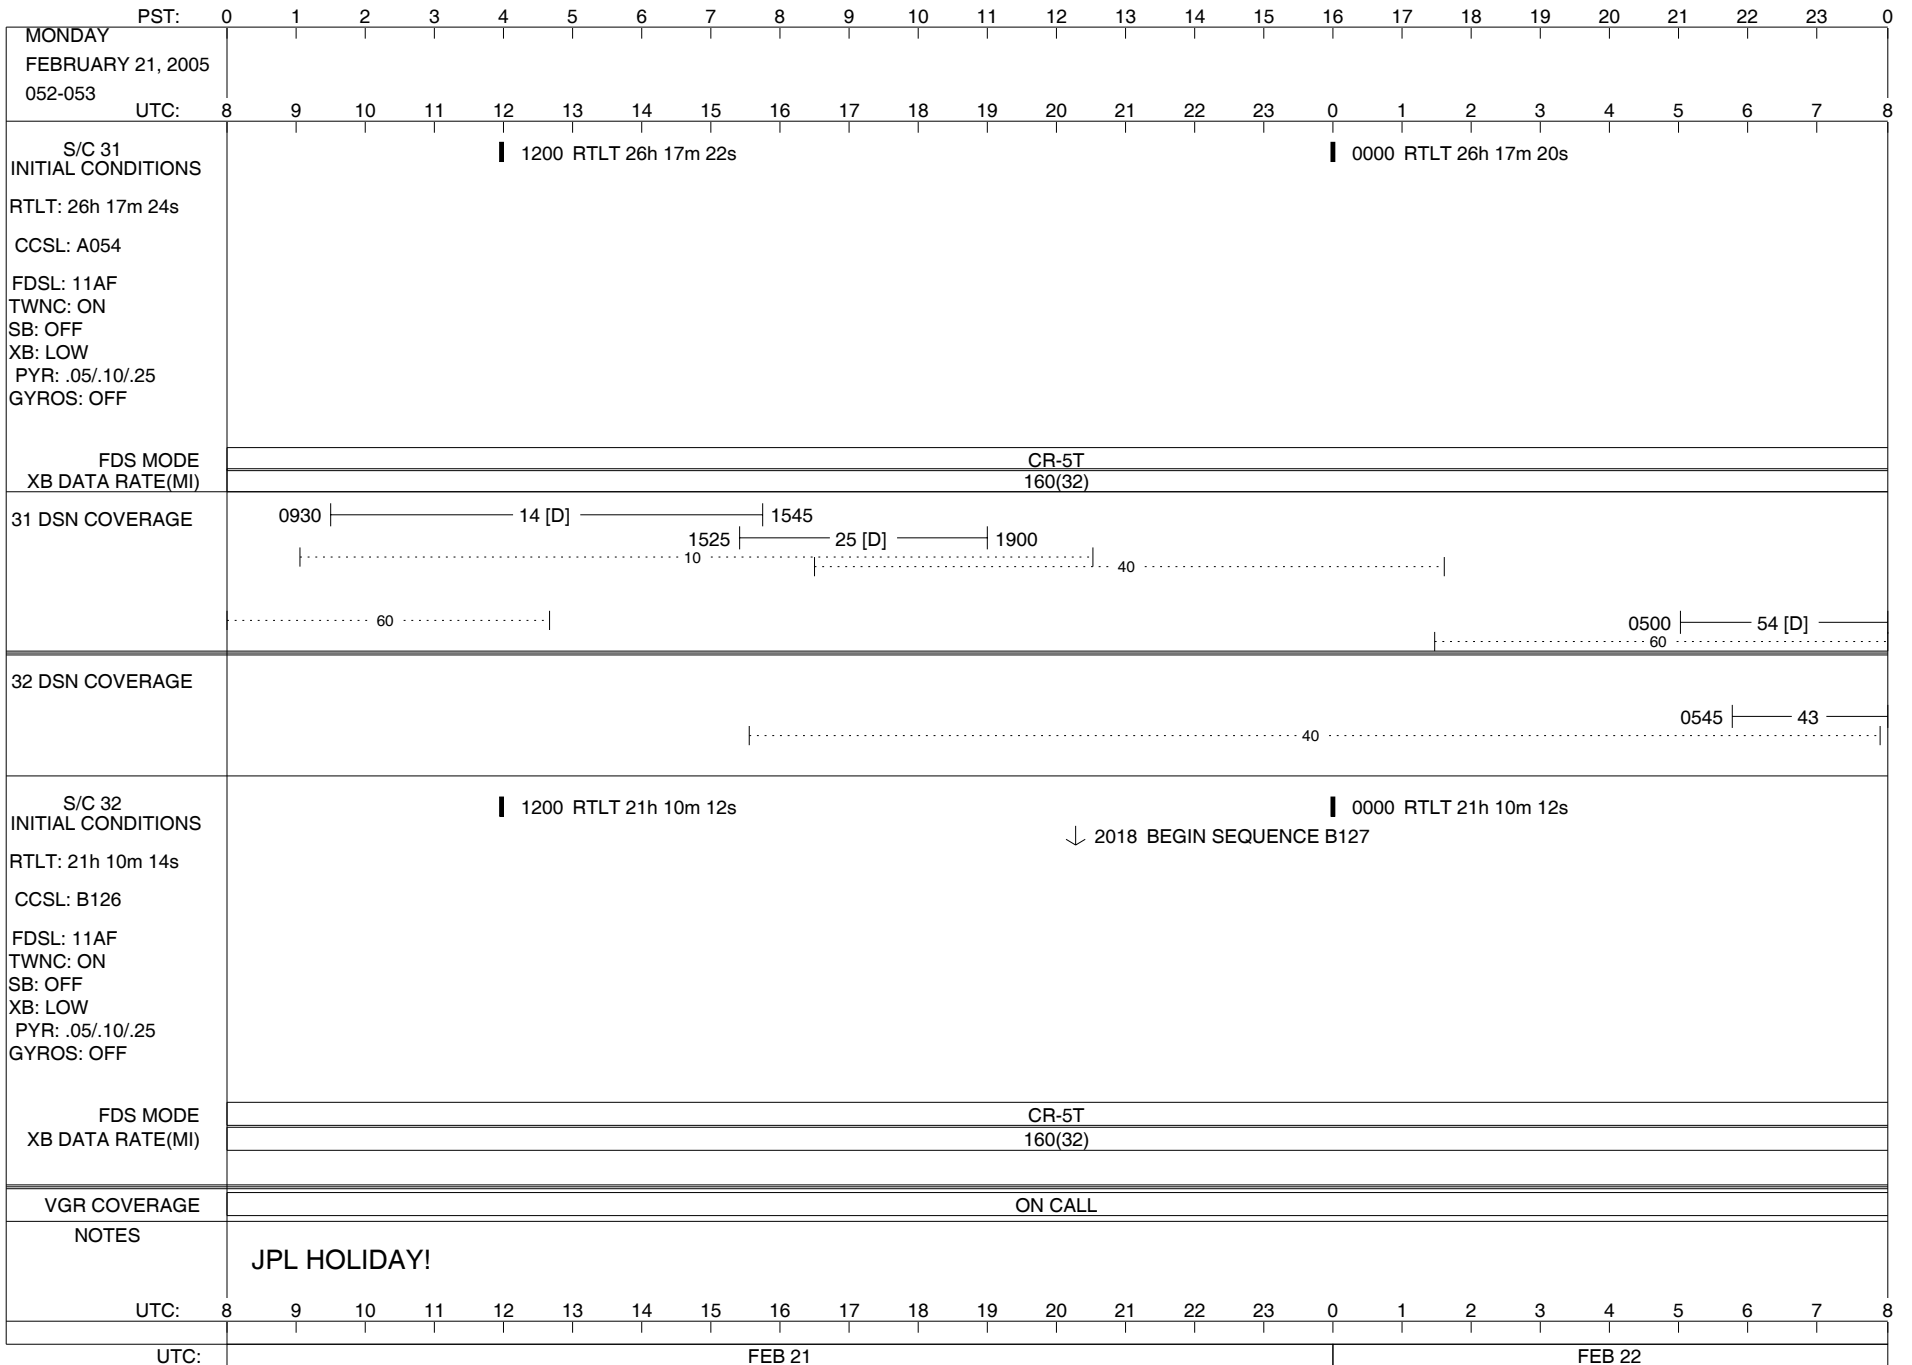 PST: 0 1 2 3 4 5 6 7 8 9 10 11 12 13 14 15 16 17 18 19 20 21 22 23 0
MONDAY
FEBRUARY 21, 2005
052-053
UTC: 8 9 10 11 12 13 14 15 16 17 18 19 20 21 22 23 0 1 2 3 4 5 6 7 8
S/C 31
INITIAL CONDITIONS
1200 RTLT 26h 17m 22s
0000 RTLT 26h 17m 20s
RTLT: 26h 17m 24s
CCSL: A054
FDSL: 11AF
TWNC: ON
SB: OFF
XB: LOW
PYR: .05/.10/.25
GYROS: OFF
FDS MODE CR-5T
XB DATA RATE(MI) 160(32)
31 DSN COVERAGE
0930 14 [D] 1545
1525 25 [D] 1900
10
40
60
0500 54 [D]
60
32 DSN COVERAGE
0545 43
40
S/C 32
INITIAL CONDITIONS
1200 RTLT 21h 10m 12s
0000 RTLT 21h 10m 12s
2018 BEGIN SEQUENCE B127
RTLT: 21h 10m 14s
CCSL: B126
FDSL: 11AF
TWNC: ON
SB: OFF
XB: LOW
PYR: .05/.10/.25
GYROS: OFF
FDS MODE CR-5T
XB DATA RATE(MI) 160(32)
VGR COVERAGE ON CALL
NOTES
JPL HOLIDAY!
UTC: 8 9 10 11 12 13 14 15 16 17 18 19 20 21 22 23 0 1 2 3 4 5 6 7 8
UTC: FEB 21 FEB 22